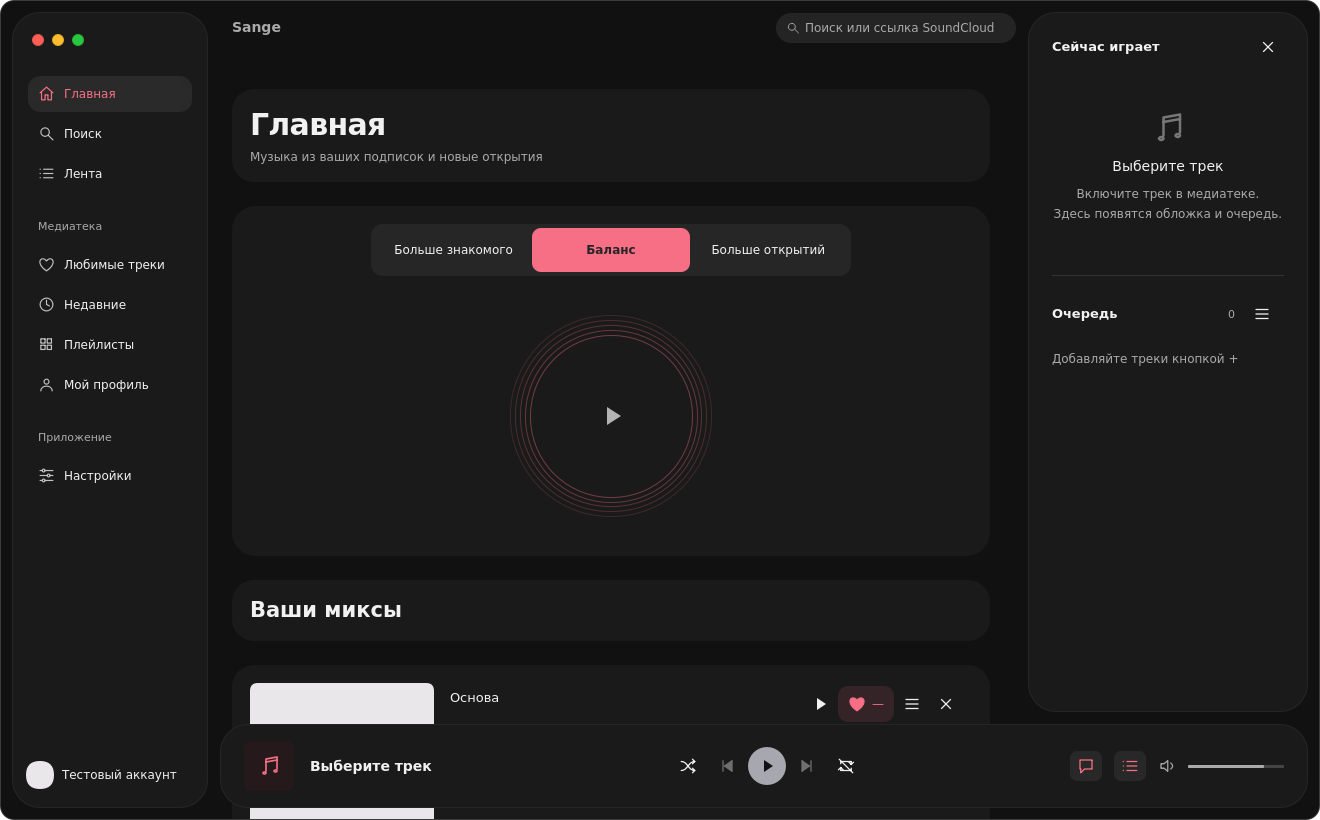 Sange
Поиск или ссылка SoundCloud
Главная
Поиск
Лента
Медиатека
Любимые треки
Недавние
Плейлисты
Мой профиль
Приложение
Настройки
Тестовый аккаунт
Главная
Музыка из ваших подписок и новые открытия
Больше знакомого
Баланс
Больше открытий
Ваши миксы
Основа
—
Сейчас играет
Выберите трек
Включите трек в медиатеке.
Здесь появятся обложка и очередь.
Очередь
0
Добавляйте треки кнопкой +
Выберите трек